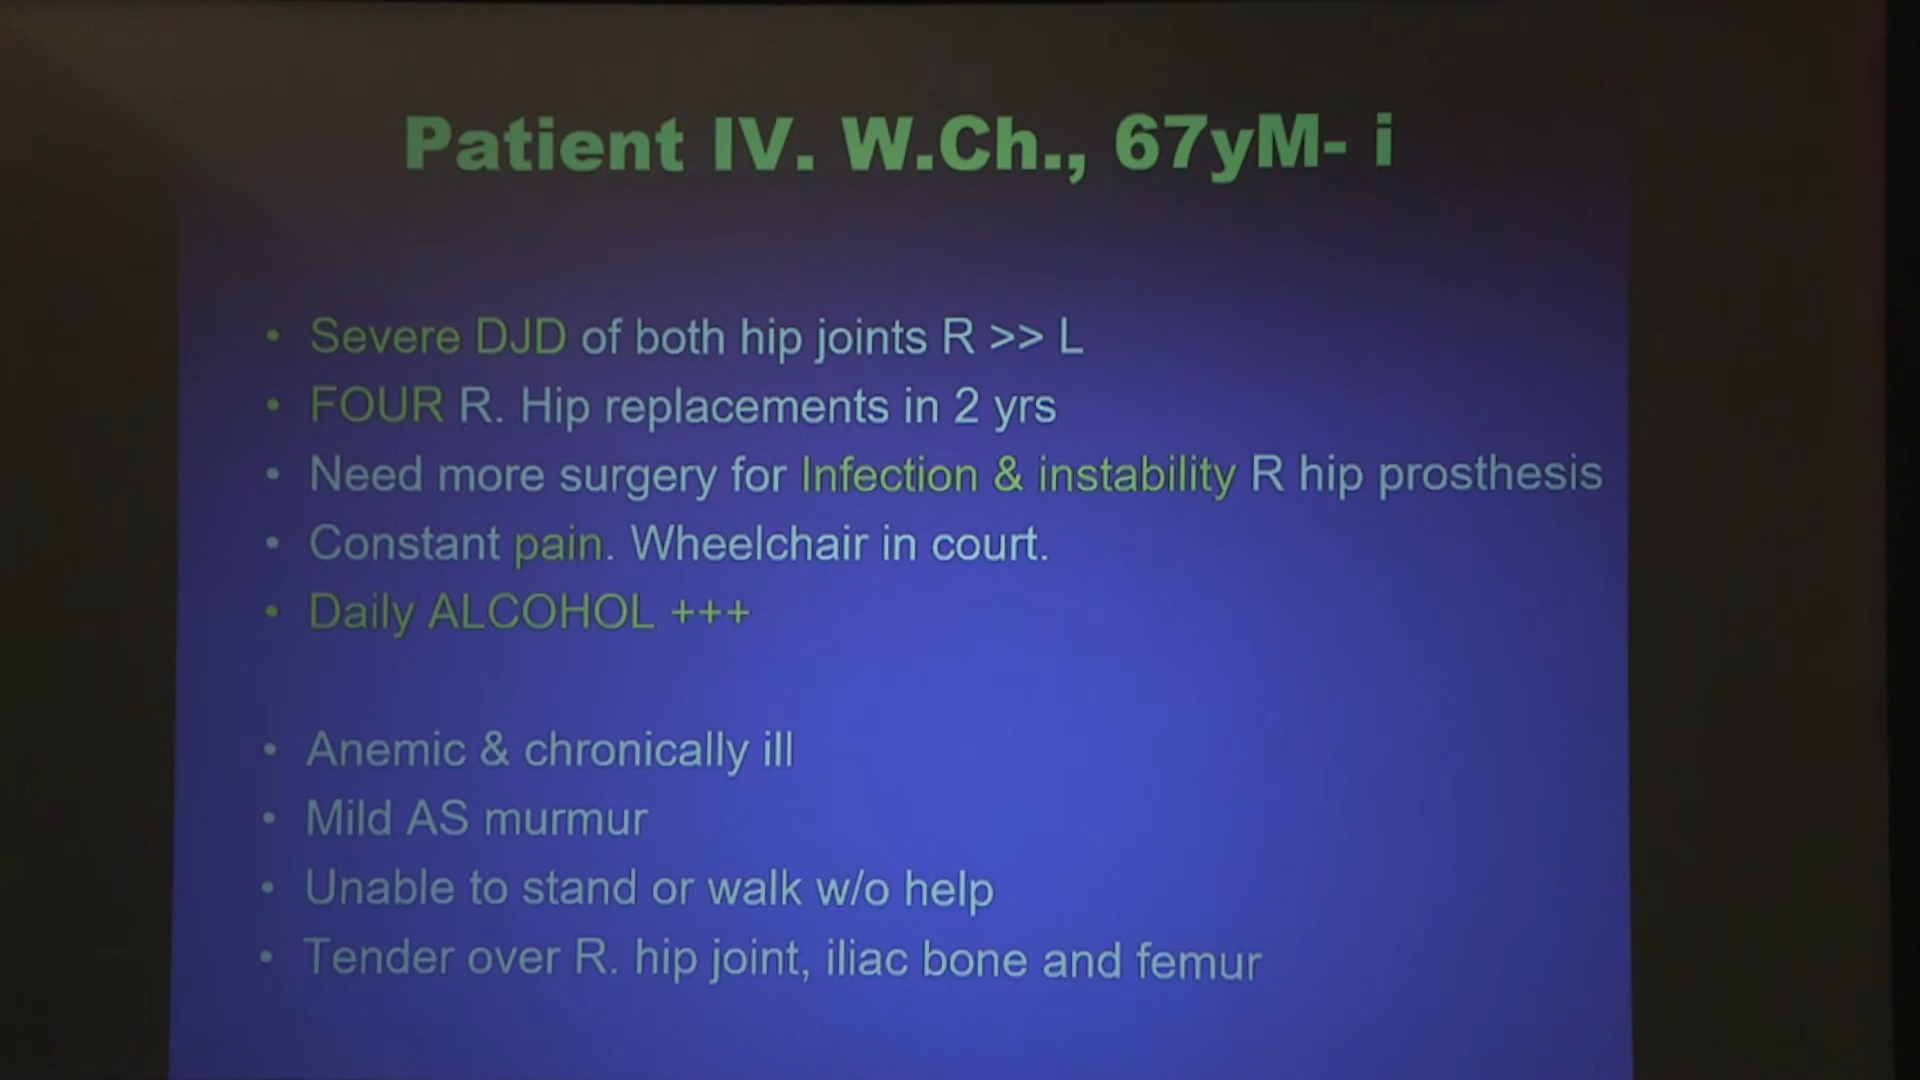 Patient IV. W.Ch., 67yM- i
• Severe DJD of both hip joints R >> L
• FOUR R. Hip replacements in 2 yrs
• Need more surgery for Infection & instability R hip prosthesis
• Constant pain. Wheelchair in court.
• Daily ALCOHOL +++
• Anemic & chronically ill
• Mild AS murmur
• Unable to stand or walk w/o help
• Tender over R. hip joint, iliac bone and femur